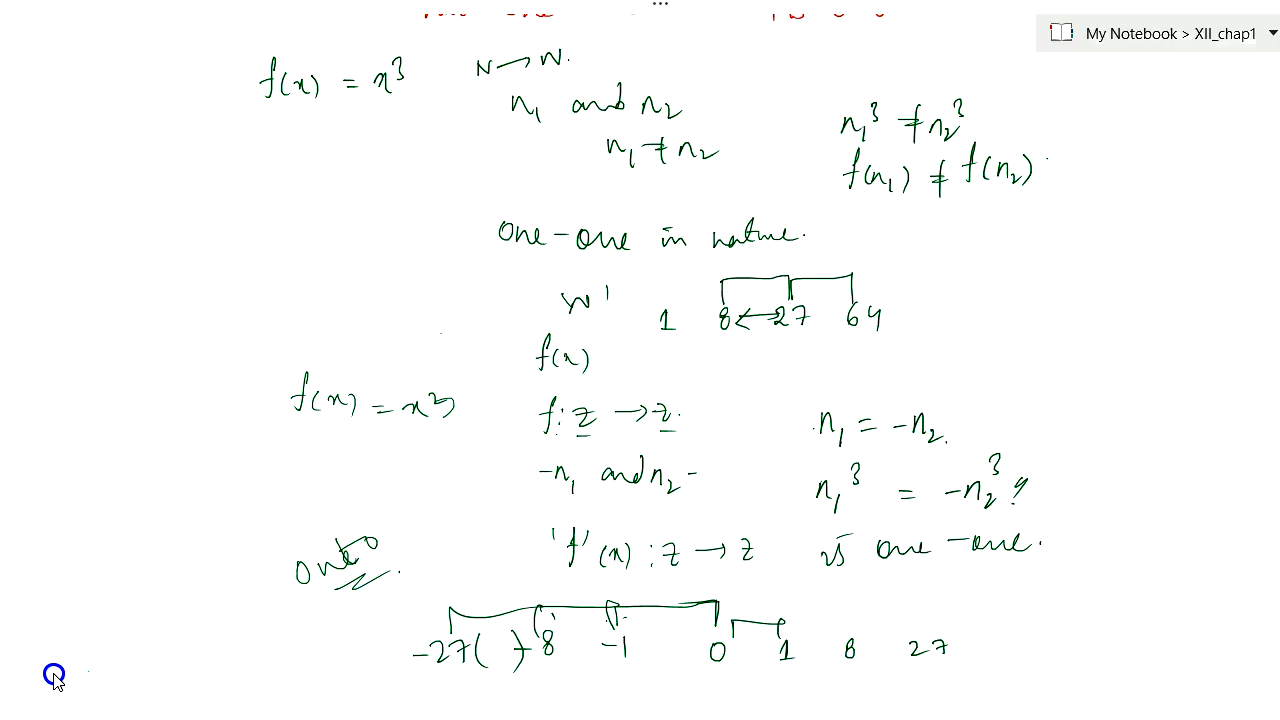 My Notebook > XII_chap1
f(x) = x³ N → N.
n₁ and n₂
n₁ ≠ n₂
n₁³ ≠ n₂³
f(n₁) ≠ f(n₂)
one-one in nature.
1 8 ↔ 27 64
f(x)
f(x) = x³
f: z → z.
-n₁ and n₂ -
n₁ = -n₂.
n₁³ = -n₂³
'f'(x) : z → z is one-one.
onto
-27 ( ) -8 -1 0 1 8 27